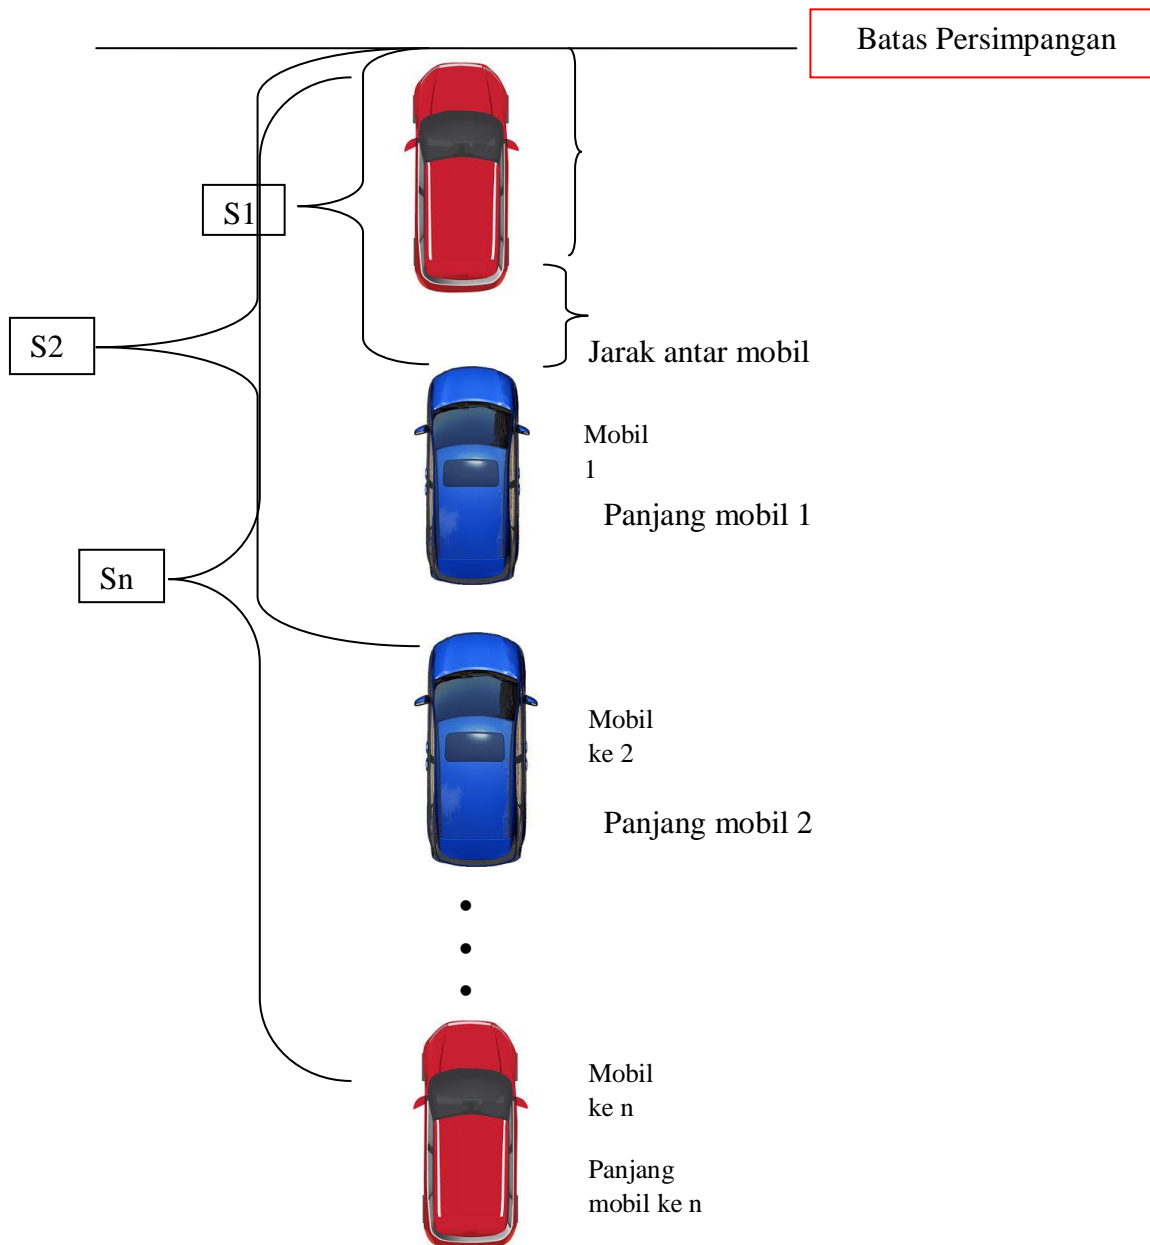 Batas Persimpangan
S1
S2
Jarak antar mobil
Mobil
1
Panjang mobil 1
Sn
Mobil
ke 2
Panjang mobil 2
Mobil
ke n
Panjang
mobil ke n